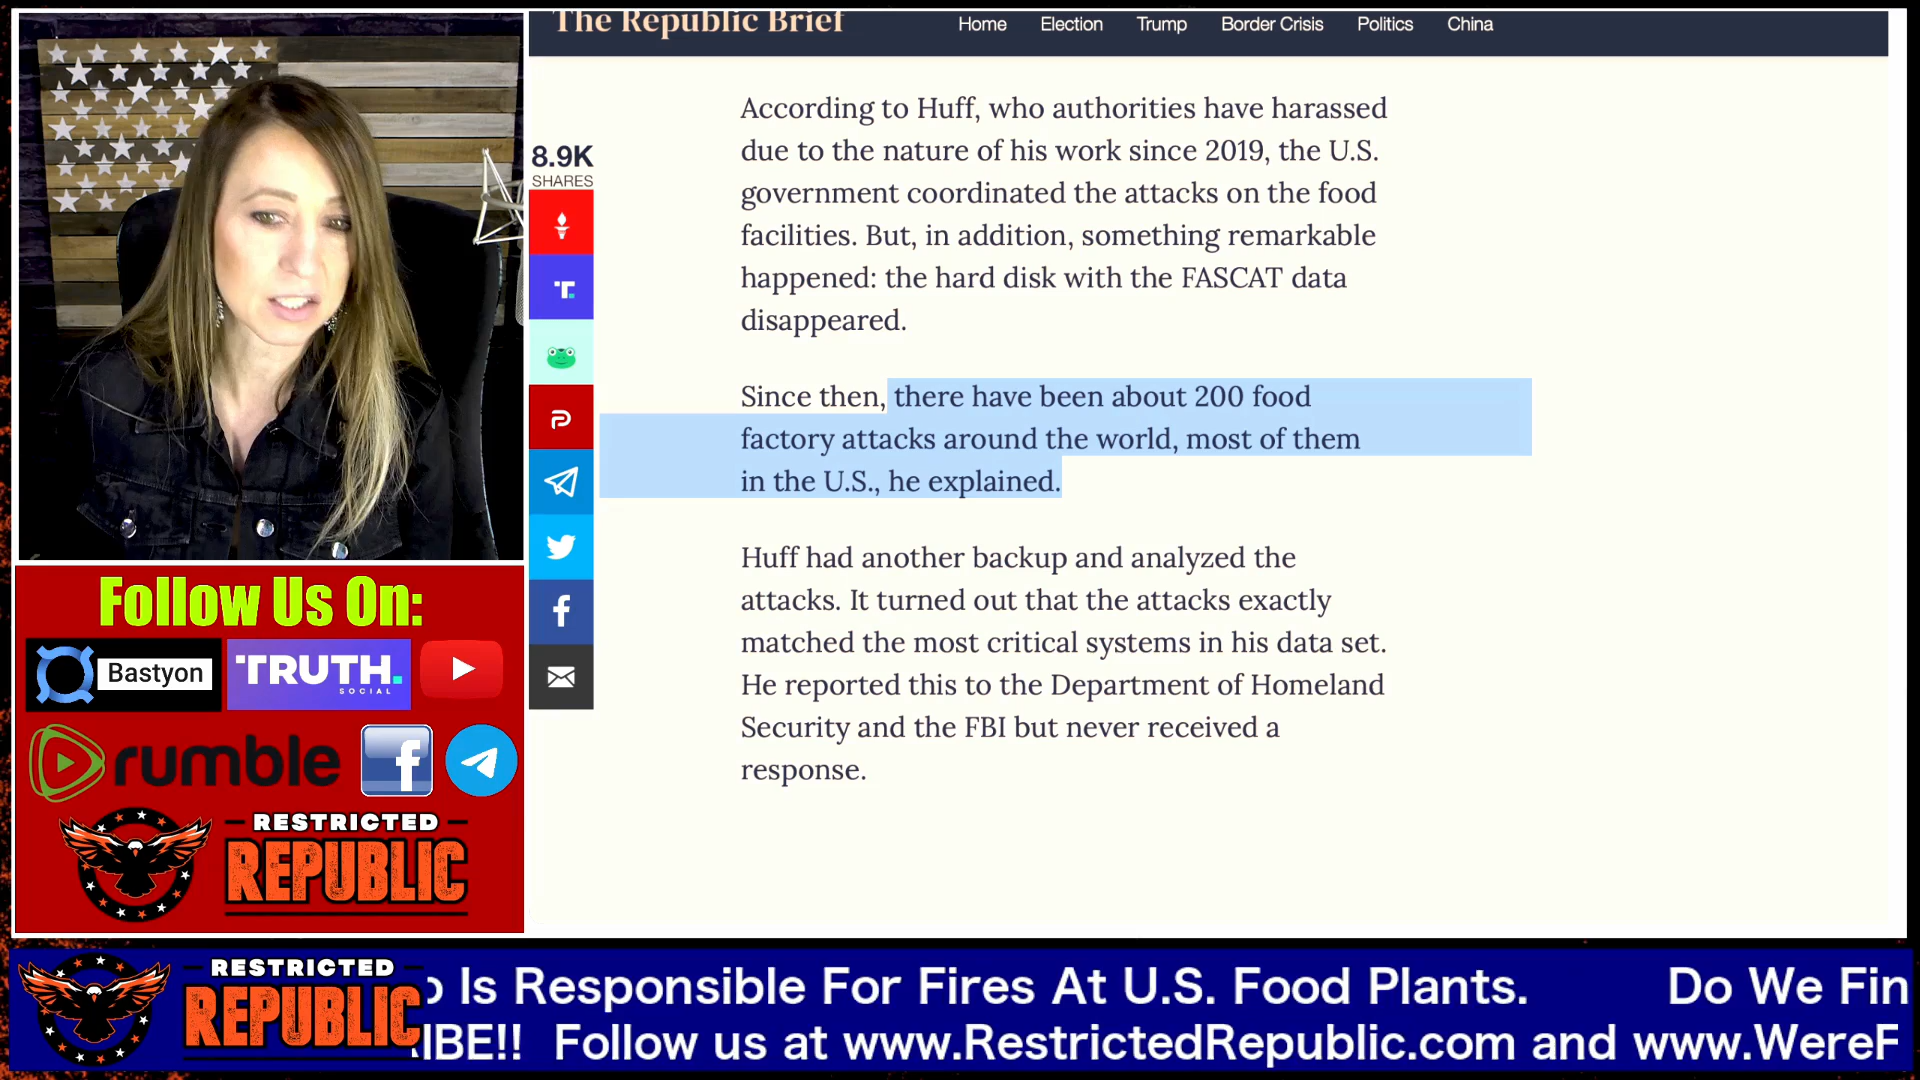 The Republic Brief
Home Election Trump Border Crisis Politics China
According to Huff, who authorities have harassed
due to the nature of his work since 2019, the U.S.
government coordinated the attacks on the food
facilities. But, in addition, something remarkable
happened: the hard disk with the FASCAT data
disappeared.
Since then, there have been about 200 food
factory attacks around the world, most of them
in the U.S., he explained.
Huff had another backup and analyzed the
attacks. It turned out that the attacks exactly
matched the most critical systems in his data set.
He reported this to the Department of Homeland
Security and the FBI but never received a
response.
8.9K
SHARES
Follow Us On:
Bastyon
TRUTH.
SOCIAL
rumble
RESTRICTED
REPUBLIC
RESTRICTED
REPUBLIC
o Is Responsible For Fires At U.S. Food Plants. Do We Fin
IBE!! Follow us at www.RestrictedRepublic.com and www.WereF